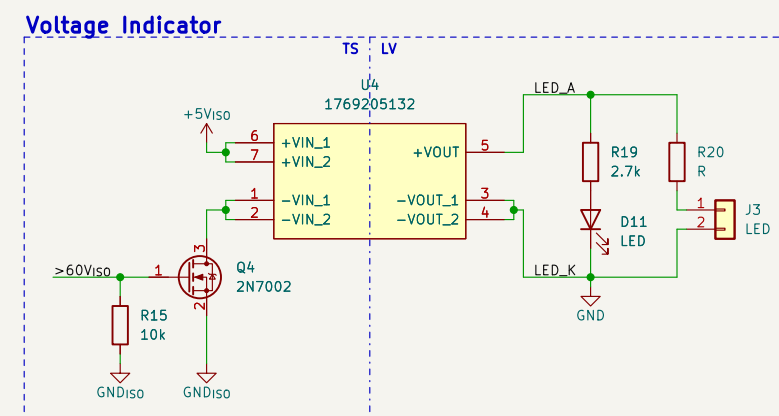 Voltage Indicator
TS LV
U4
1769205132
+5VISO
6 +VIN_1
7 +VIN_2
+VOUT 5
1 -VIN_1
2 -VIN_2
-VOUT_1 3
-VOUT_2 4
LED_A
R19
2.7k
R20
R
1
2
J3
LED
D11
LED
LED_K
GND
>60VISO
1
3
2
Q4
2N7002
R15
10k
GNDISO
GNDISO